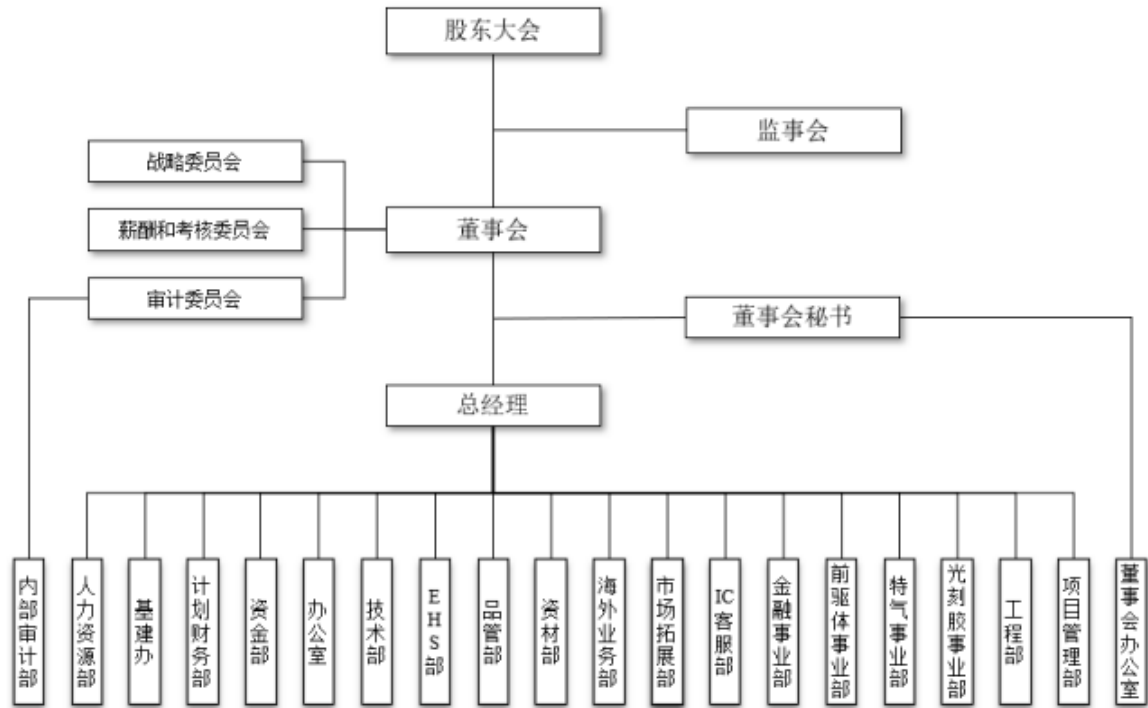 股东大会
监事会
战略委员会
薪酬和考核委员会
董事会
审计委员会
董事会秘书
总经理
内部审计部
人力资源部
基建办
计划财务部
资金部
办公室
技术部
EHS部
品管部
资材部
海外业务部
市场拓展部
IC客服部
金融事业部
前驱体事业部
特气事业部
光刻胶事业部
工程部
项目管理部
董事会办公室